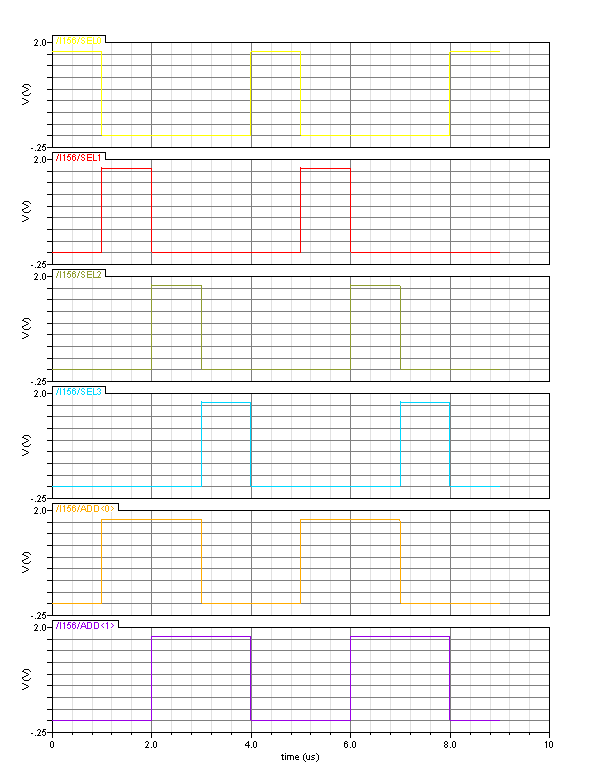 /I156/SEL0
2.0
V (V)
-.25
/I156/SEL1
2.0
V (V)
-.25
/I156/SEL2
2.0
V (V)
-.25
/I156/SEL3
2.0
V (V)
-.25
/I156/ADD<0>
2.0
V (V)
-.25
/I156/ADD<1>
2.0
V (V)
-.25
0 2.0 4.0 6.0 8.0 10
time (us)